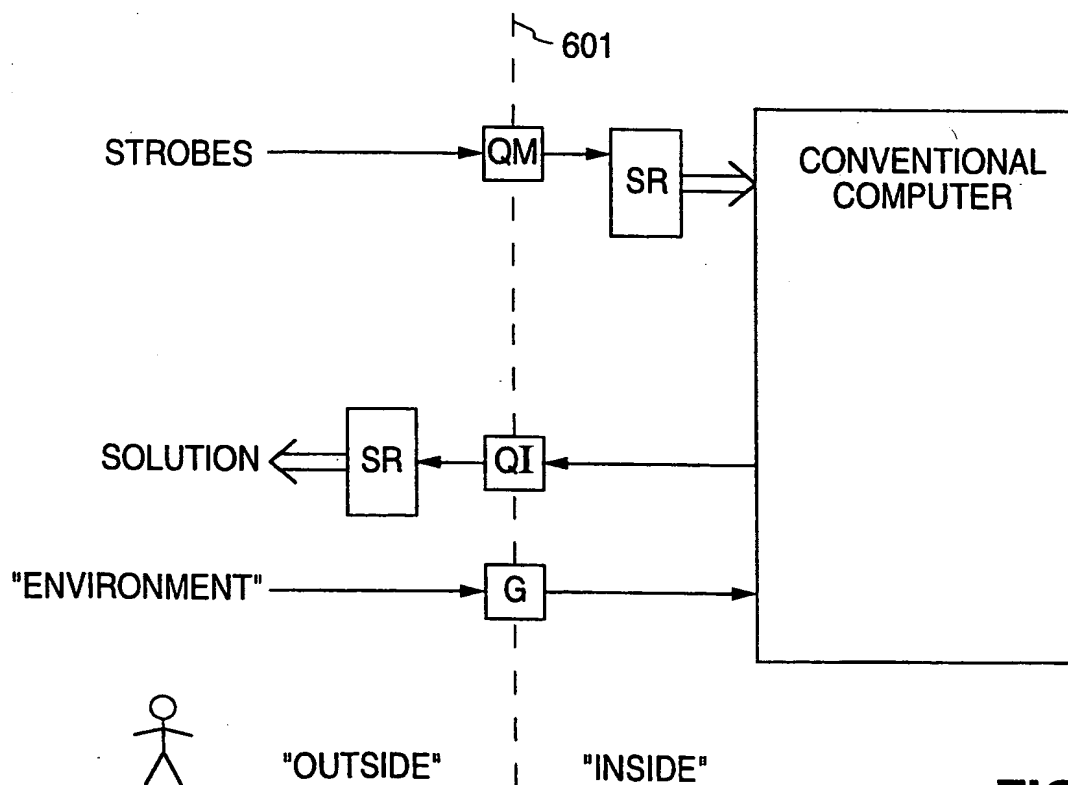 601
STROBES
QM
SR
CONVENTIONAL
COMPUTER
SOLUTION
SR
QI
"ENVIRONMENT"
G
"OUTSIDE"
"INSIDE"